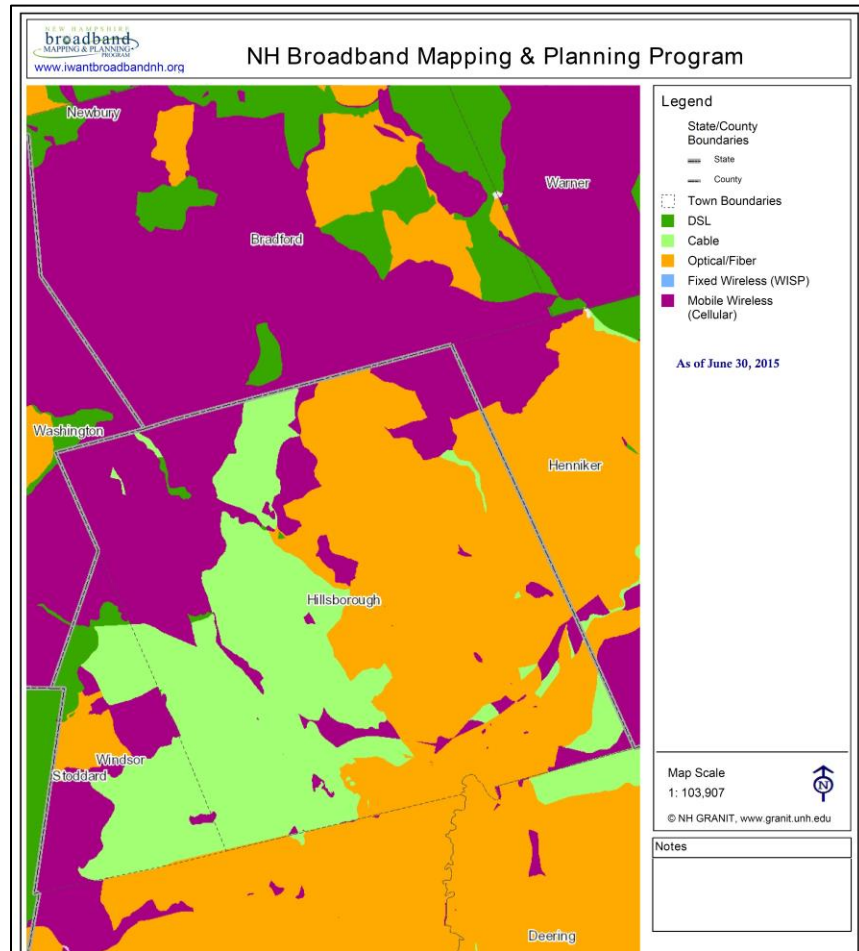 NEW HAMPSHIRE
broadband
MAPPING & PLANNING
PROGRAM
www.iwantbroadbandnh.org
NH Broadband Mapping & Planning Program
Newbury
Warner
Bradford
Washington
Henniker
Hillsborough
Windsor
Stoddard
Deering
Legend
State/County
Boundaries
State
County
Town Boundaries
DSL
Cable
Optical/Fiber
Fixed Wireless (WISP)
Mobile Wireless
(Cellular)
As of June 30, 2015
Map Scale
1: 103,907
N
© NH GRANIT, www.granit.unh.edu
Notes